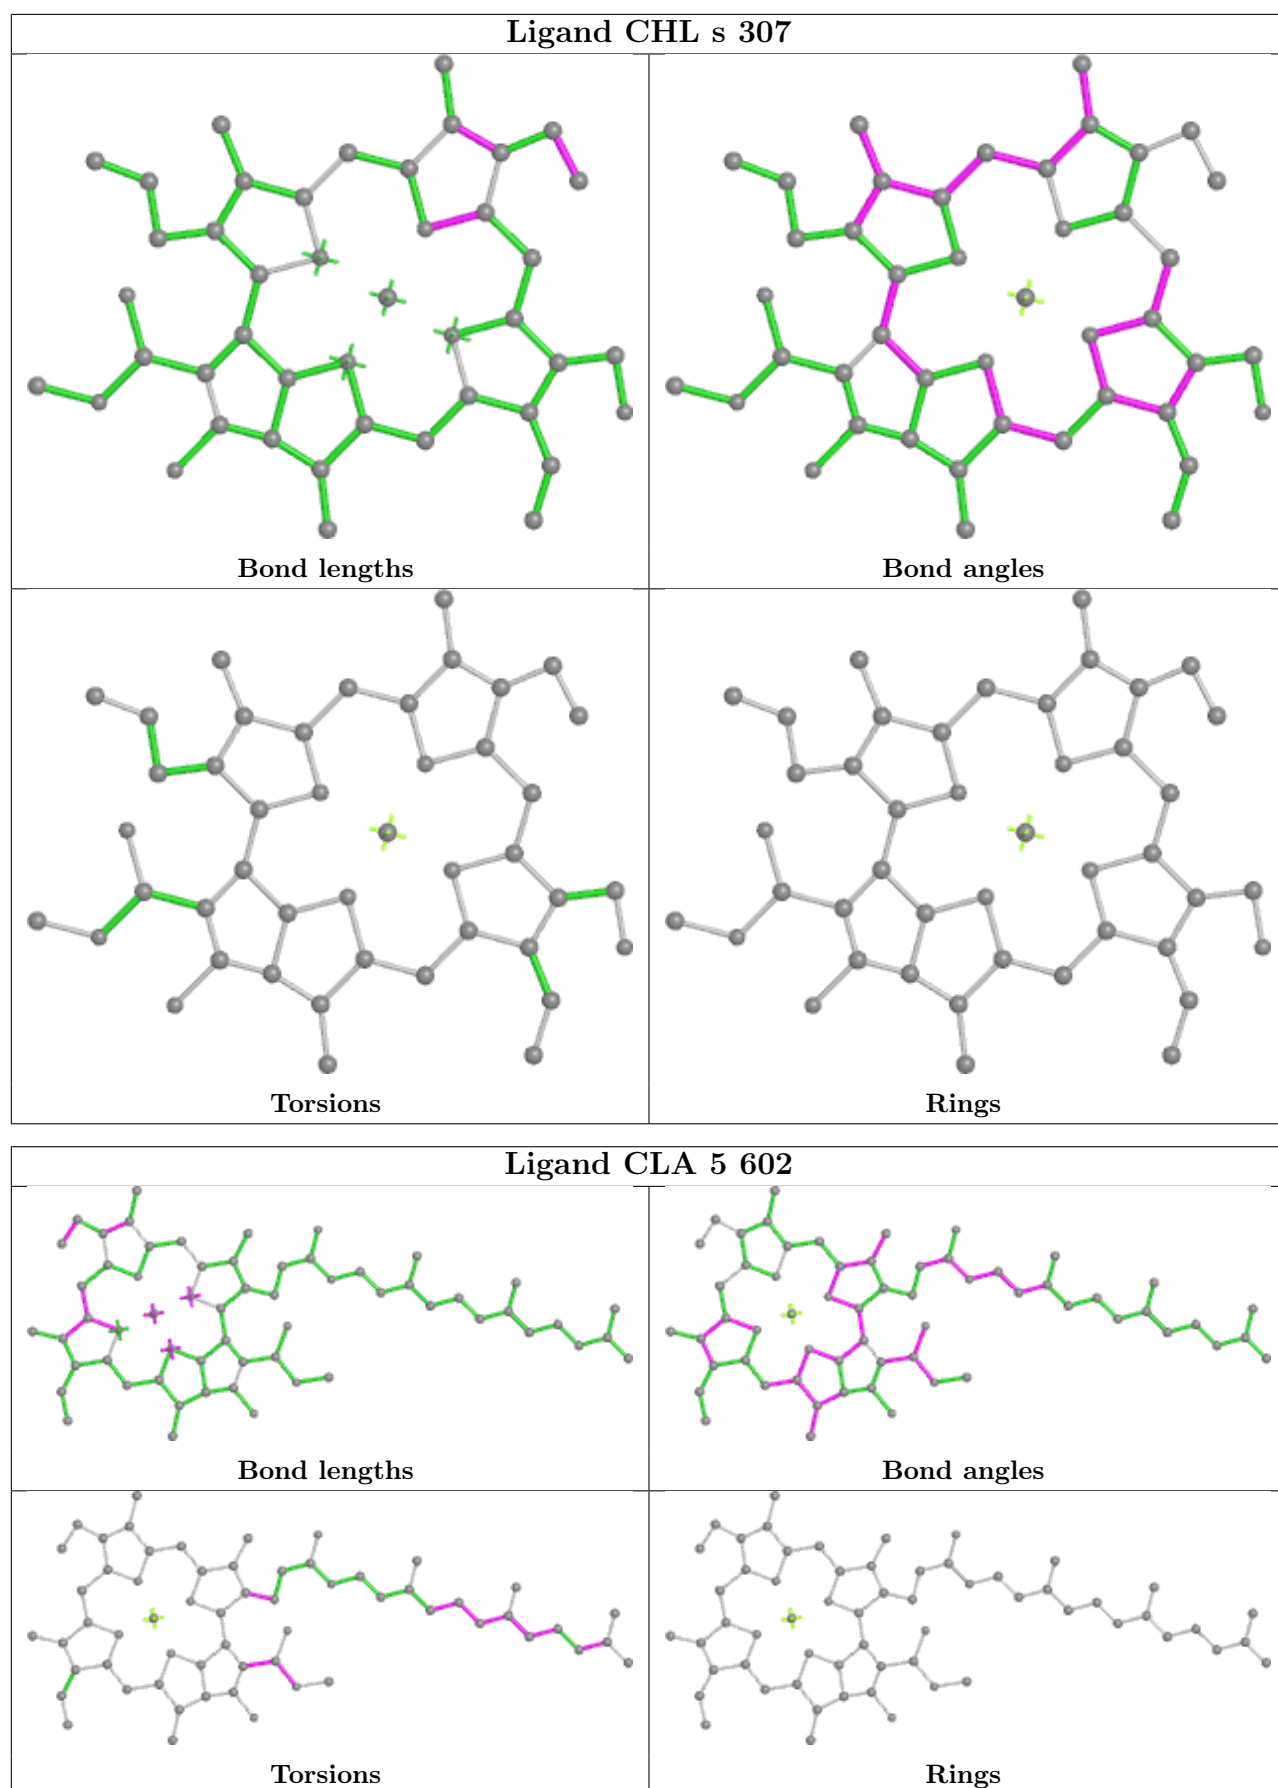 Ligand CHL s 307
Bond lengths
Bond angles
Torsions
Rings
Ligand CLA 5 602
Bond lengths
Bond angles
Torsions
Rings